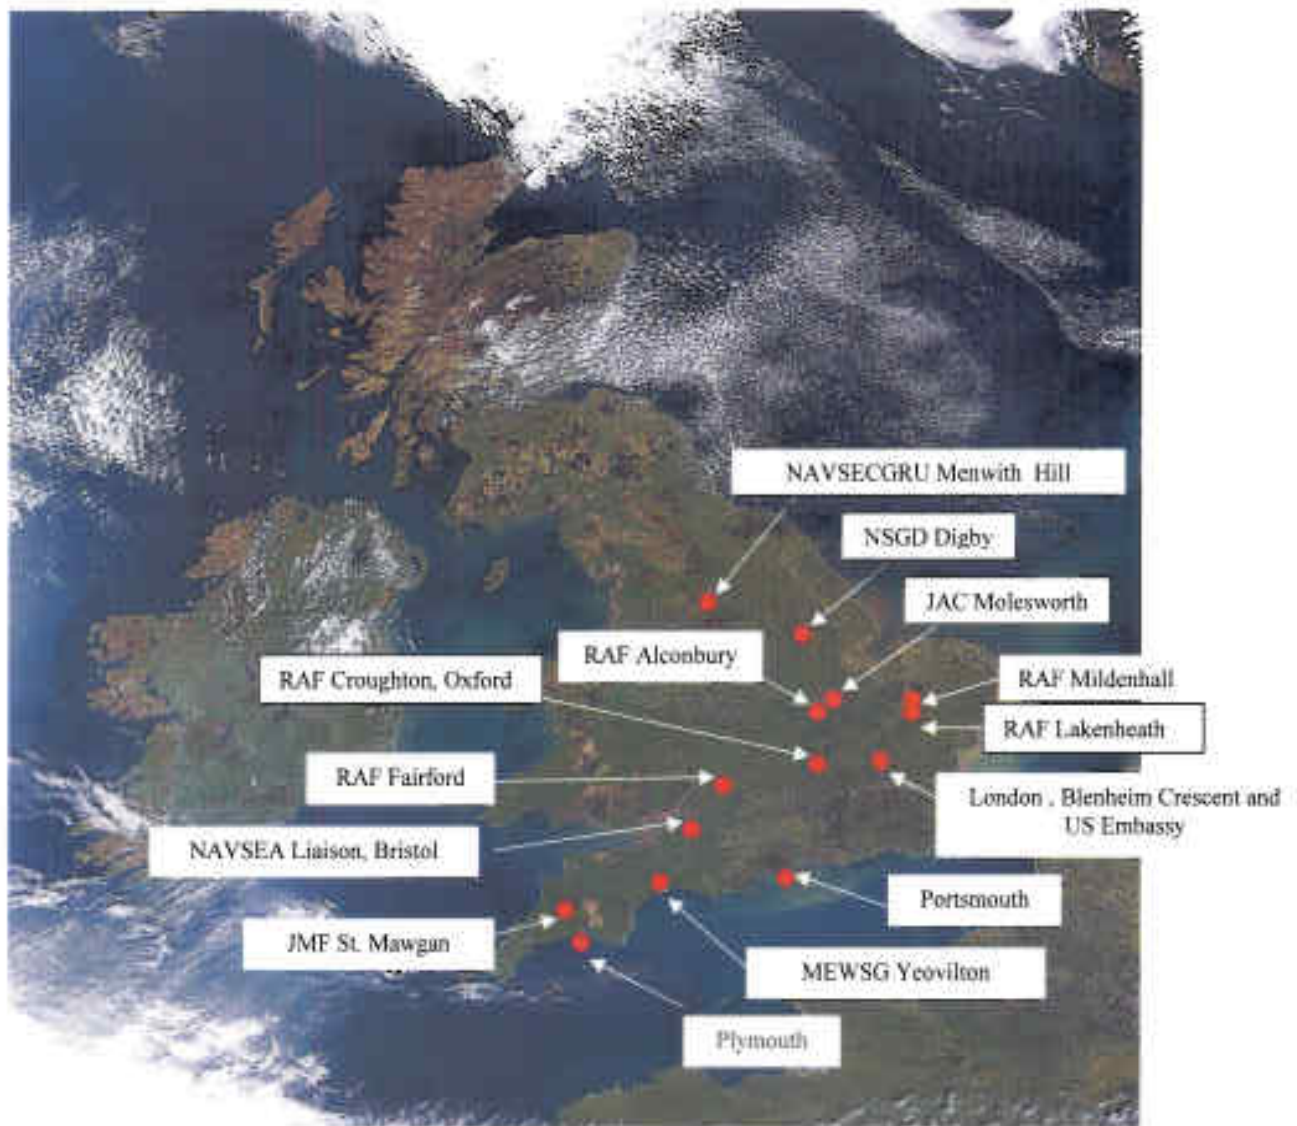 NAVSECGRU Menwith Hill
NSGD Digby
JAC Molesworth
RAF Alconbury
RAF Croughton, Oxford
RAF Mildenhall
RAF Lakenheath
RAF Fairford
London , Blenheim Crescent and
US Embassy
NAVSEA Liaison, Bristol
Portsmouth
JMF St. Mawgan
MEWSG Yeovilton
Plymouth